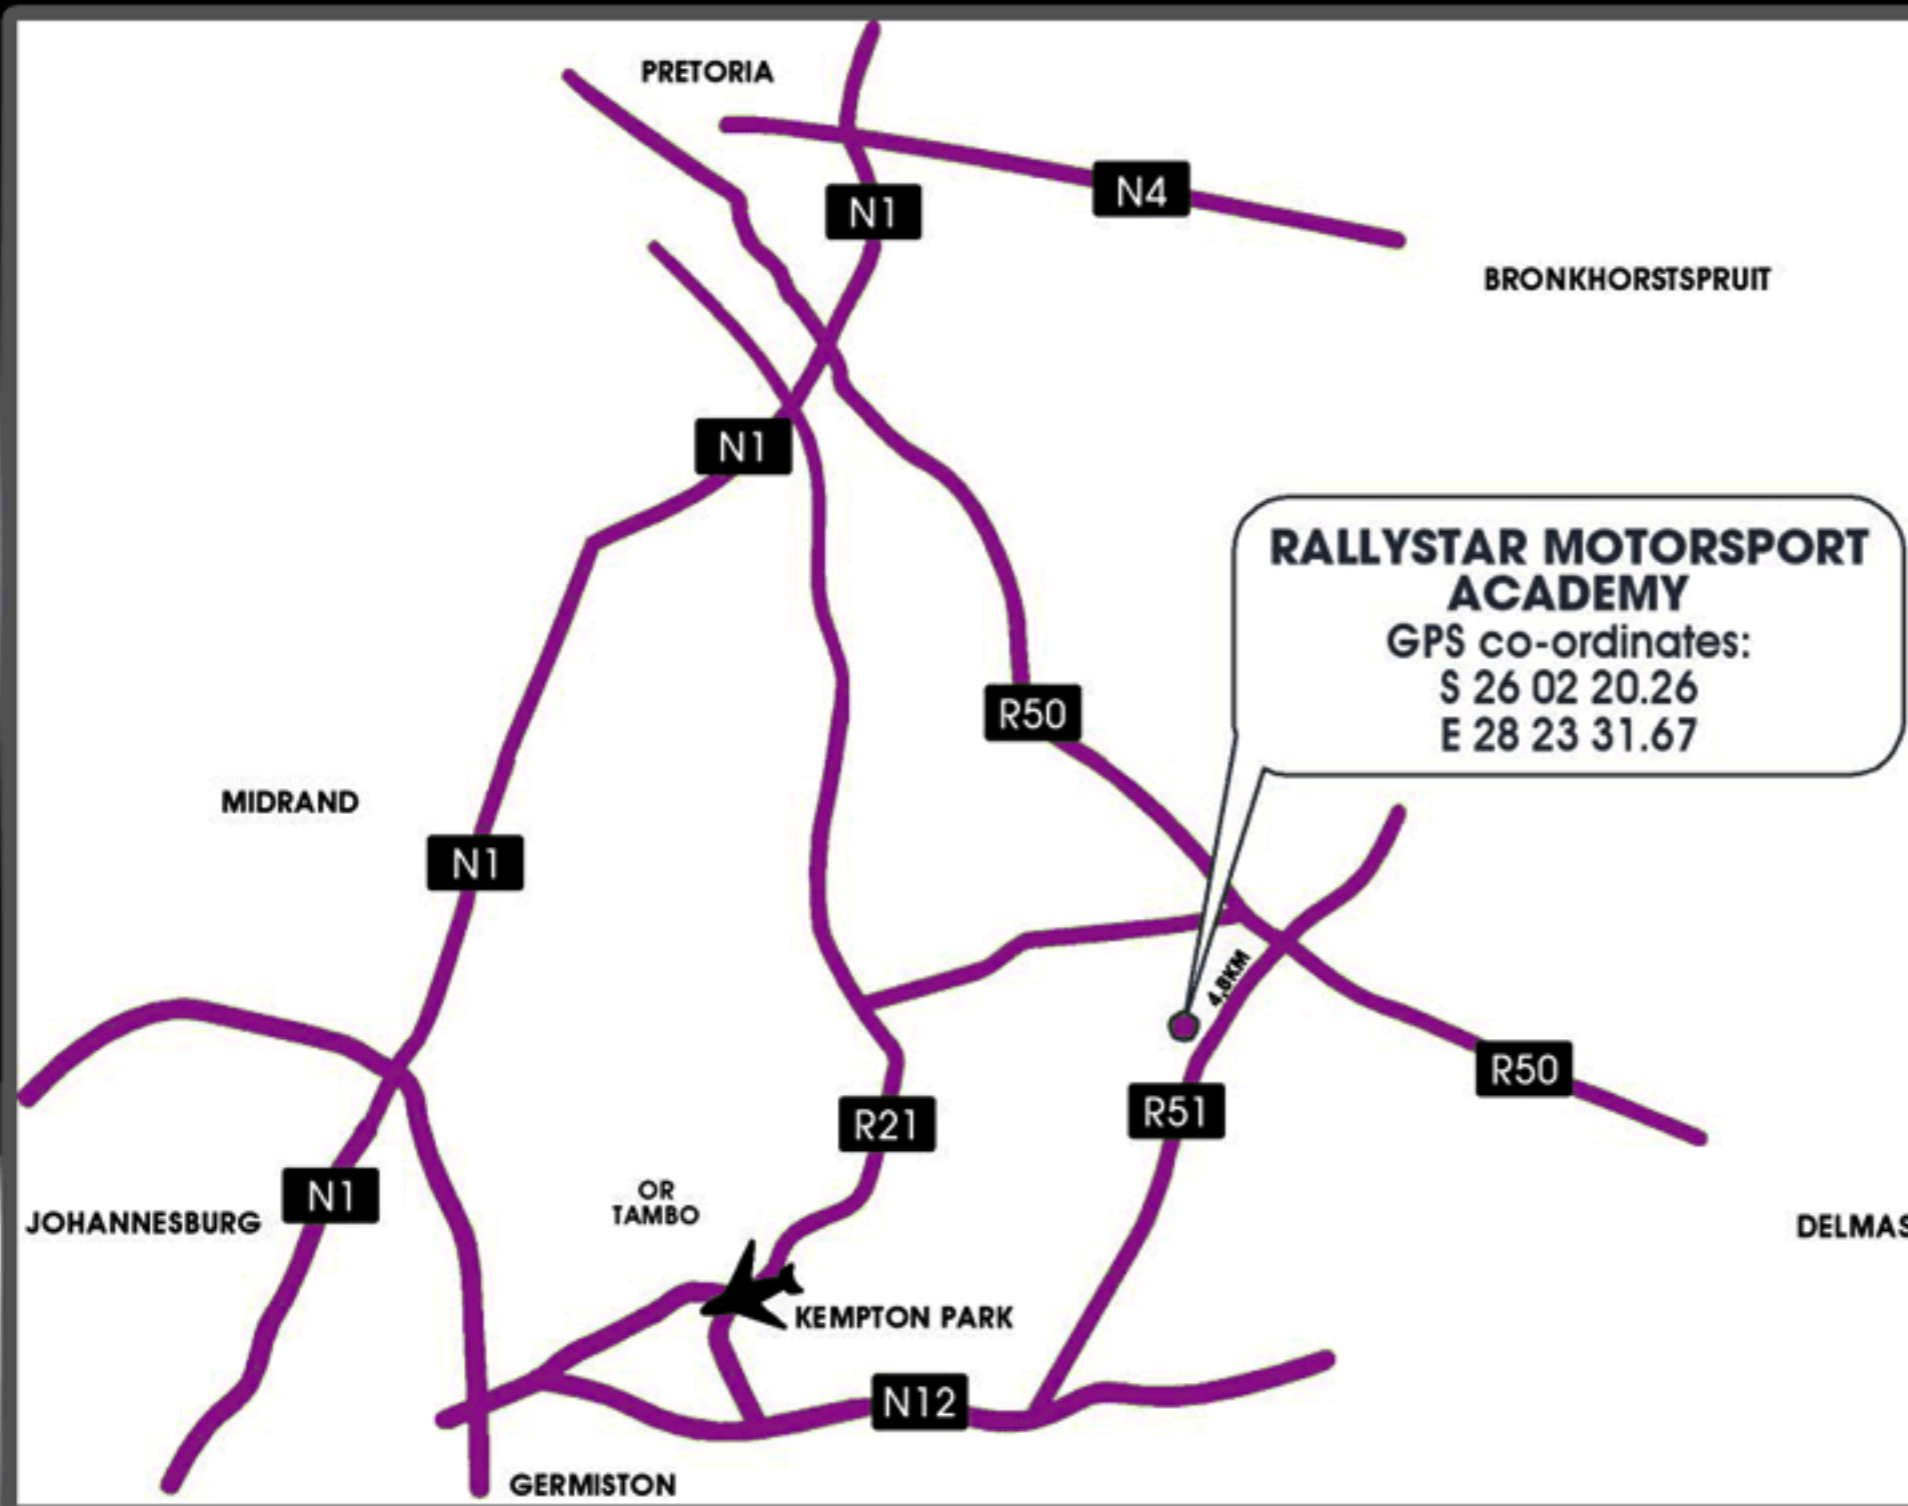 PRETORIA
N4
N1
BRONKHORSTSPRUIT
N1
RALLYSTAR MOTORSPORT
ACADEMY
GPS co-ordinates:
S 26 02 20.26
E 28 23 31.67
R50
MIDRAND
N1
4,8KM
R50
R51
R21
N1
OR
TAMBO
JOHANNESBURG
DELMAS
KEMPTON PARK
N12
GERMISTON